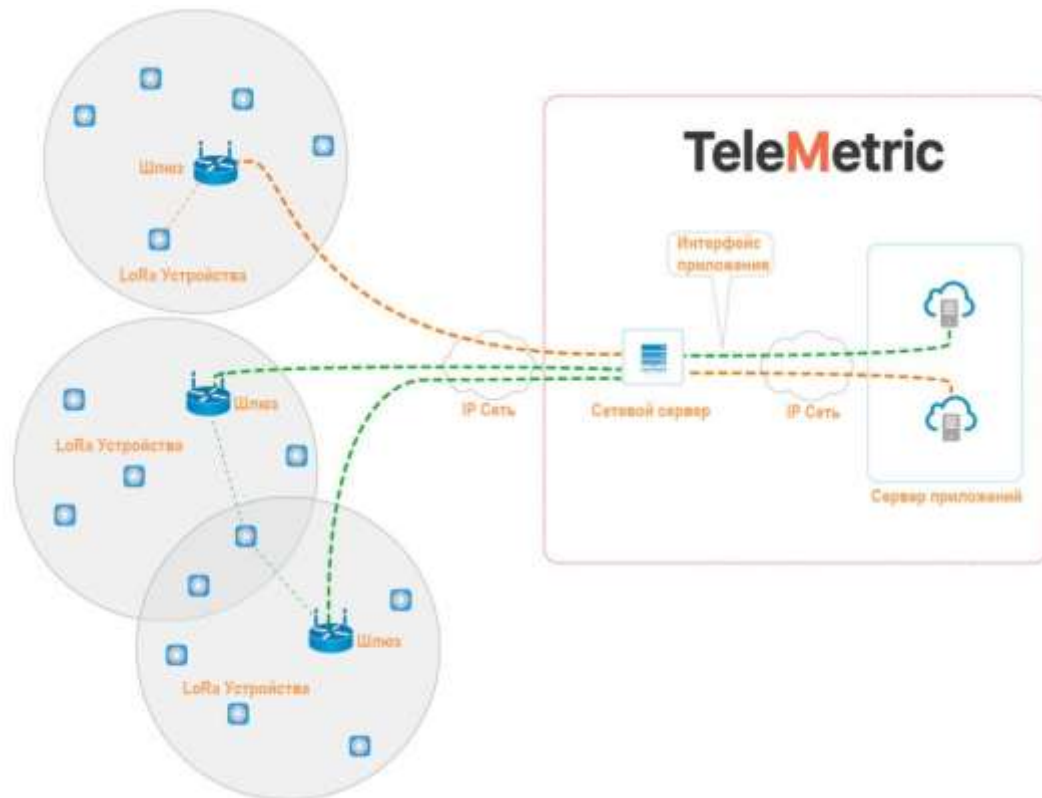 TeleMetric
Шлюз
LoRa Устройства
Интерфейс
приложения
IP Сеть
Сетевой сервер
IP Сеть
Сервер приложений
Шлюз
LoRa Устройства
Шлюз
LoRa Устройства